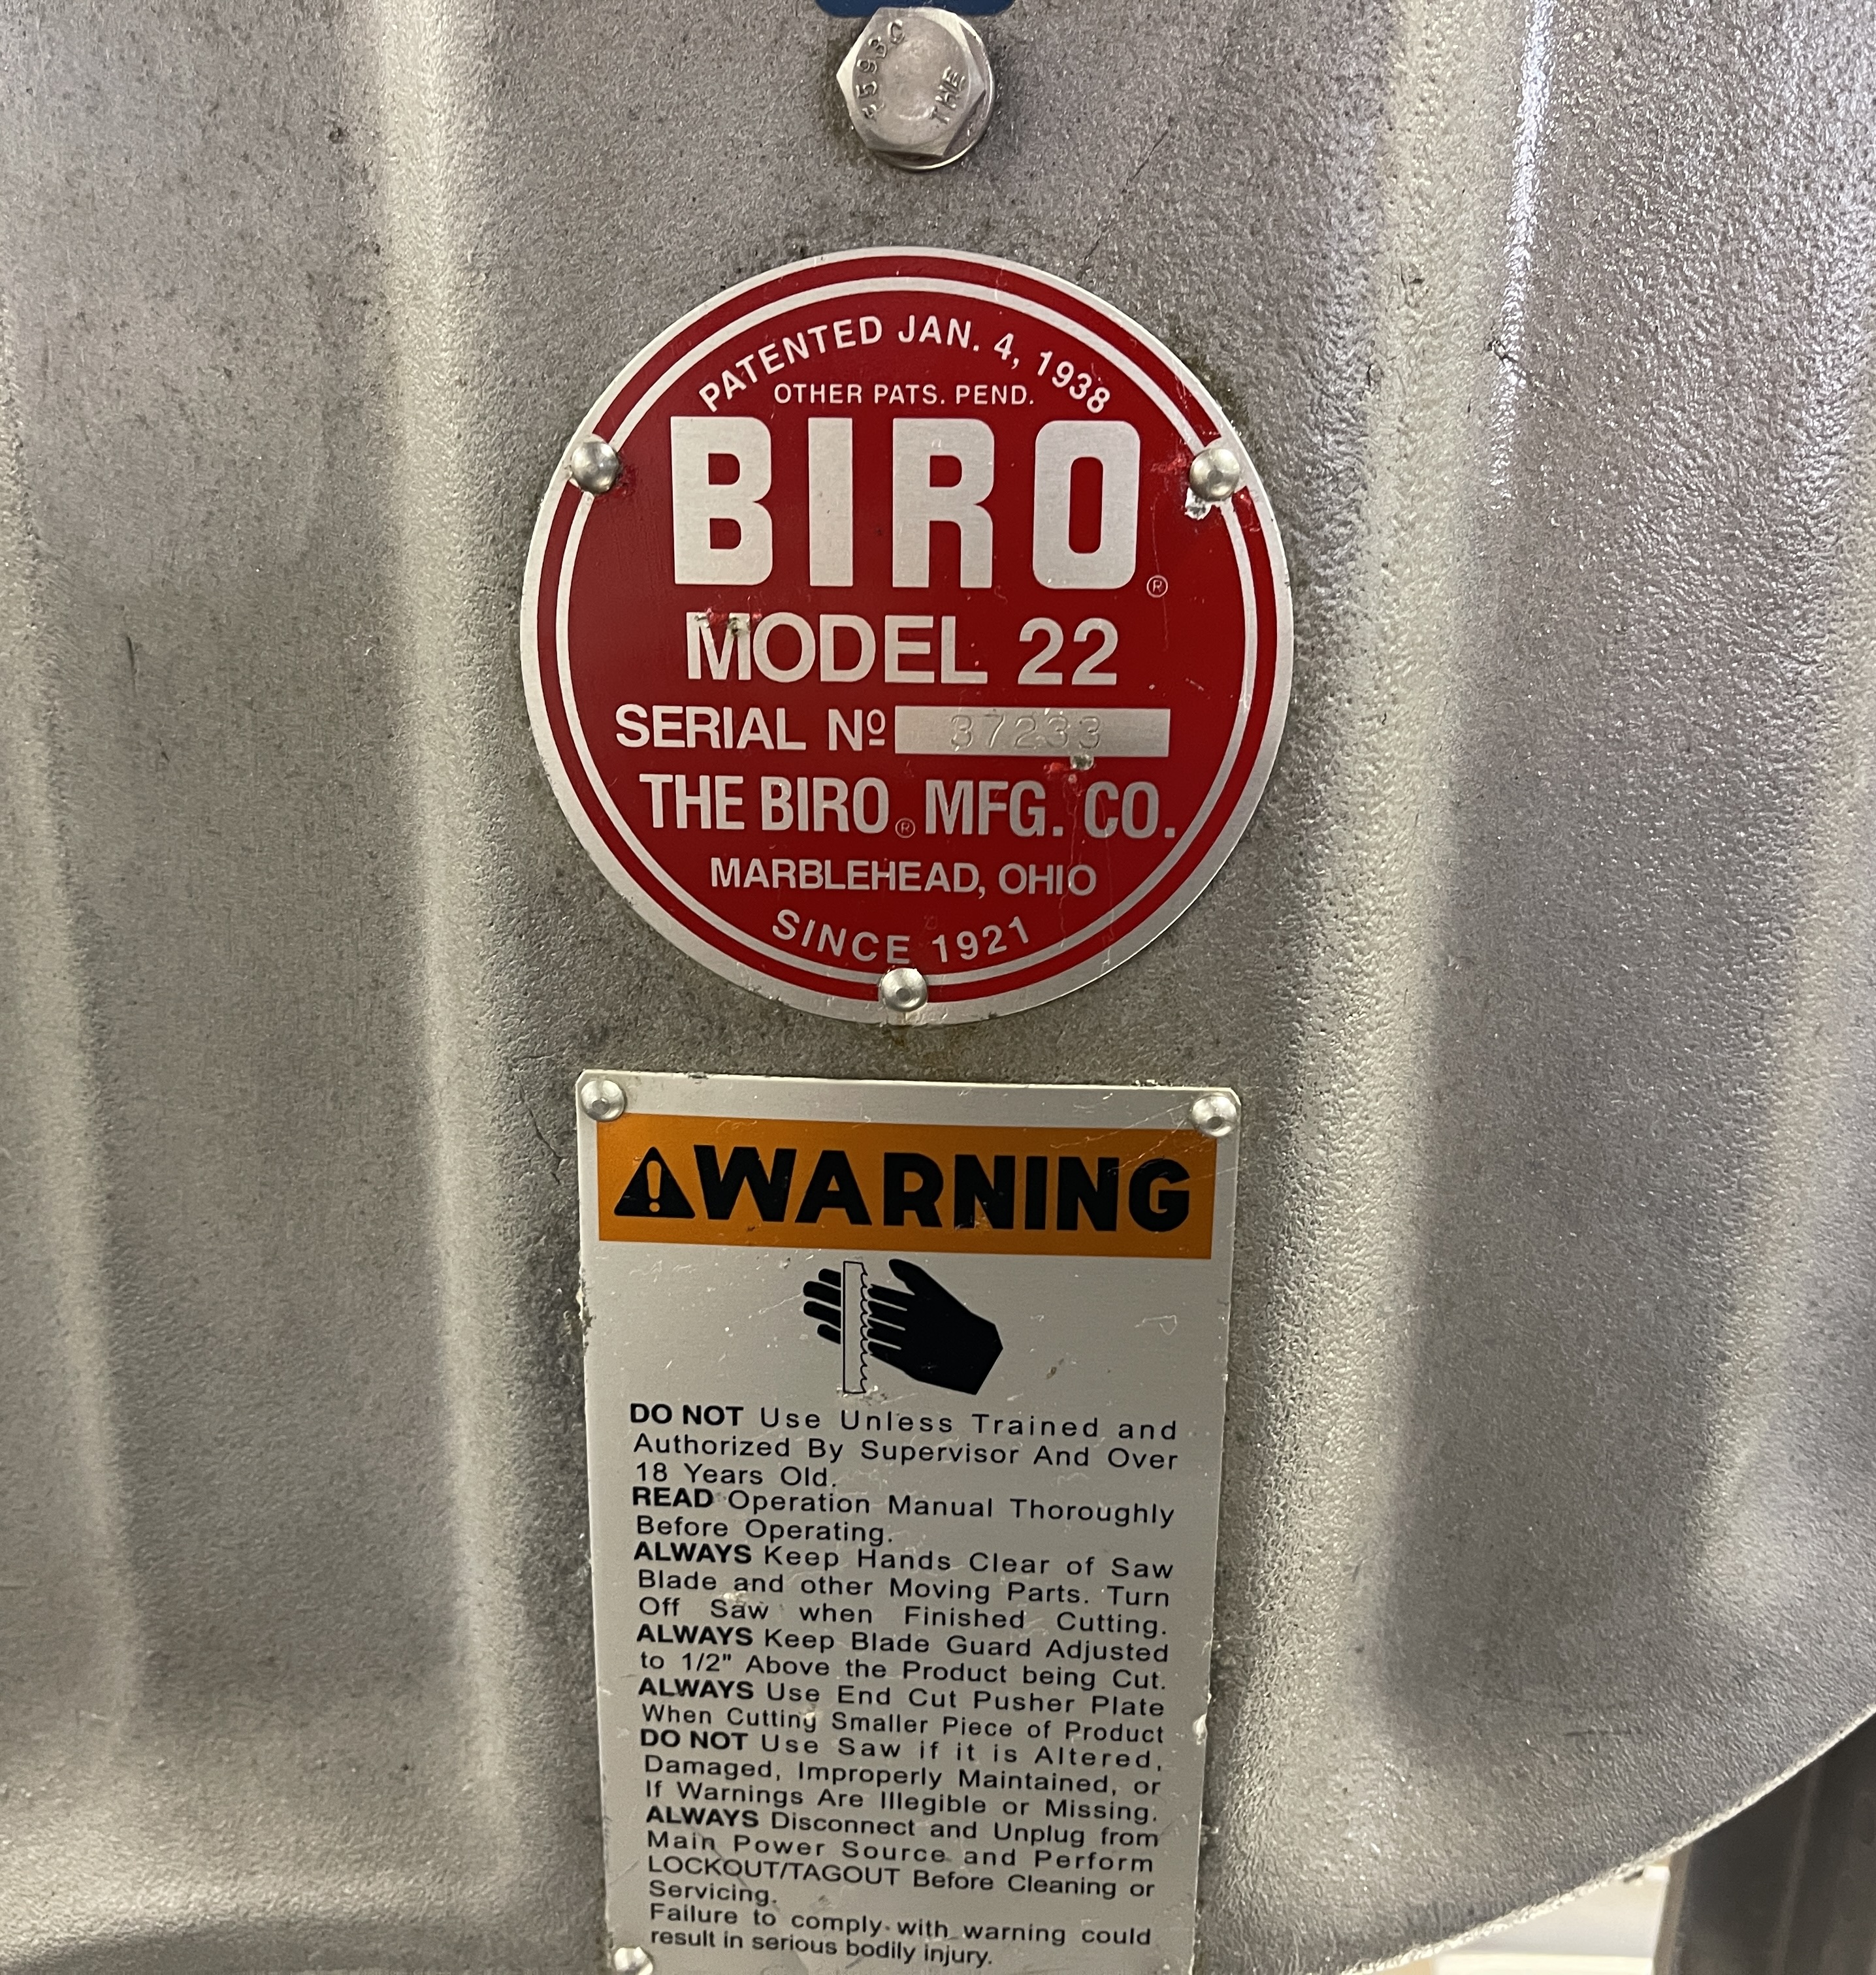 THE
PATENTED JAN. 4, 1938
OTHER PATS. PEND.
BIRO®
MODEL 22
SERIAL Nº 37233
THE BIRO® MFG. CO.
MARBLEHEAD, OHIO
SINCE 1921
WARNING
DO NOT Use Unless Trained and
Authorized By Supervisor And Over
18 Years Old.
READ Operation Manual Thoroughly
Before Operating.
ALWAYS Keep Hands Clear of Saw
Blade and other Moving Parts. Turn
Off Saw when Finished Cutting.
ALWAYS Keep Blade Guard Adjusted
to 1/2" Above the Product being Cut.
ALWAYS Use End Cut Pusher Plate
When Cutting Smaller Piece of Product
DO NOT Use Saw if it is Altered,
Damaged, Improperly Maintained, or
If Warnings Are Illegible or Missing.
ALWAYS Disconnect and Unplug from
Main Power Source and Perform
LOCKOUT/TAGOUT Before Cleaning or
Servicing.
Failure to comply with warning could
result in serious bodily injury.